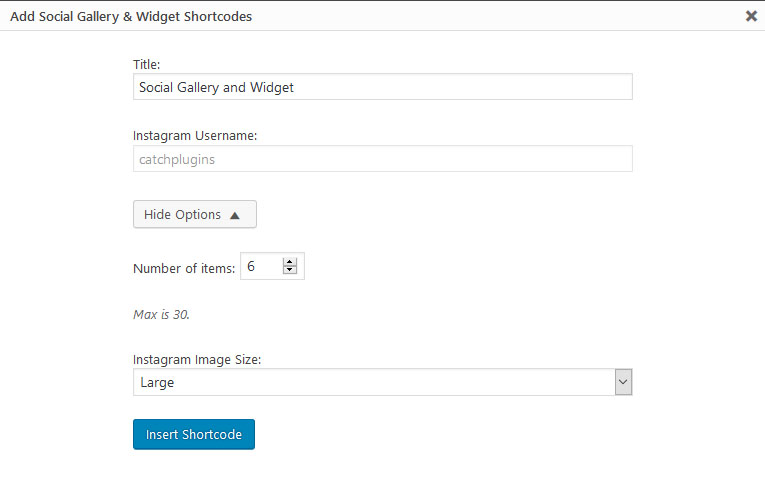 Add Social Gallery & Widget Shortcodes
Title:
Social Gallery and Widget
Instagram Username:
catchplugins
Hide Options
Number of items: 6
Max is 30.
Instagram Image Size:
Large
Insert Shortcode